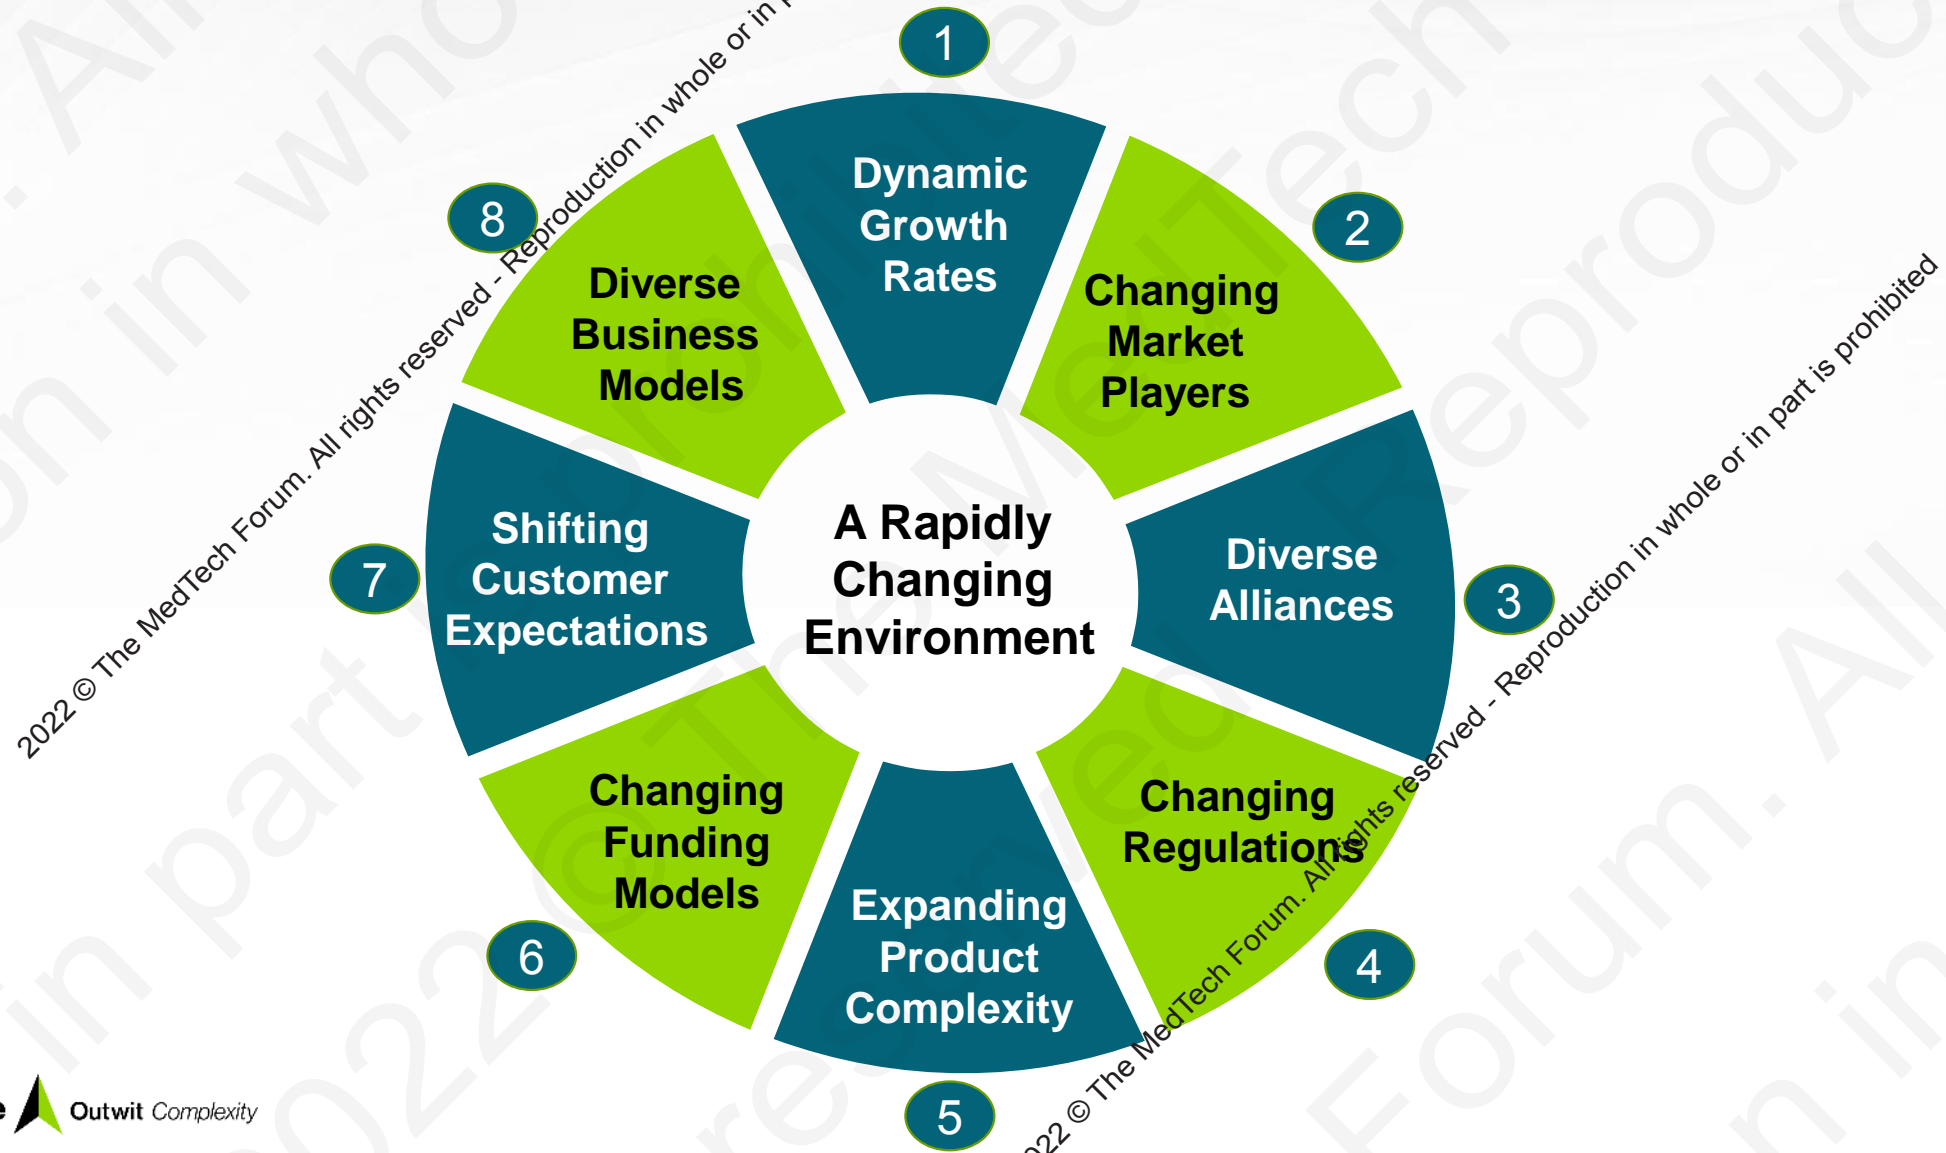 1
Dynamic
Growth
Rates
2
Changing
Market
Players
3
Diverse
Alliances
4
Changing
Regulations
5
Expanding
Product
Complexity
6
Changing
Funding
Models
7
Shifting
Customer
Expectations
8
Diverse
Business
Models
A Rapidly
Changing
Environment
2022 © The MedTech Forum. All rights reserved - Reproduction in whole or in
2022 © The MedTech Forum. All rights reserved - Reproduction in whole or in part is prohibited
Outwit Complexity